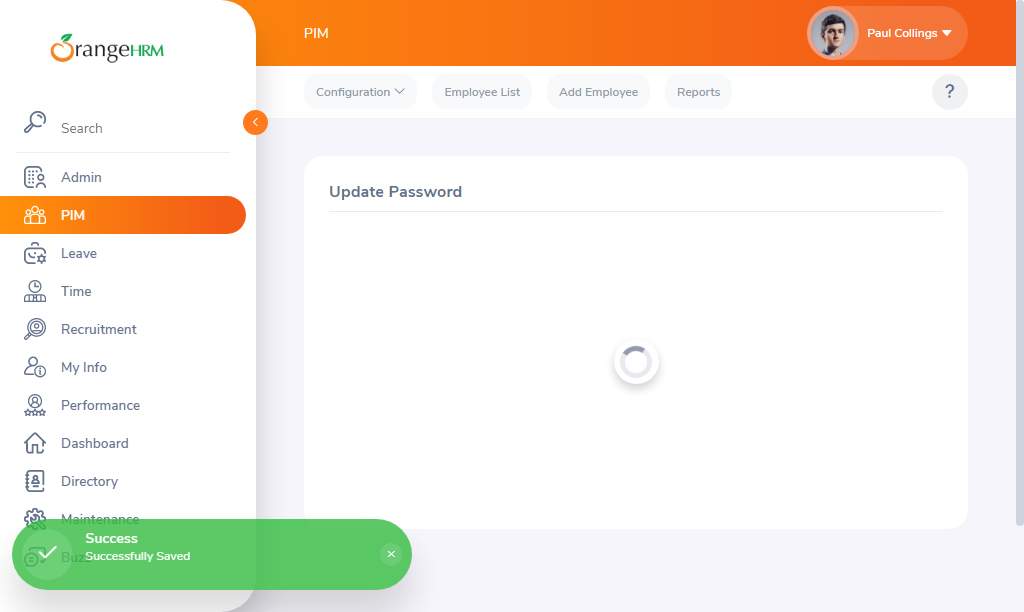 OrangeHRM
PIM
Paul Collings
Configuration
Employee List
Add Employee
Reports
?
Search
Admin
PIM
Leave
Time
Recruitment
My Info
Performance
Dashboard
Directory
Maintenance
Buzz
Update Password
Success
Successfully Saved